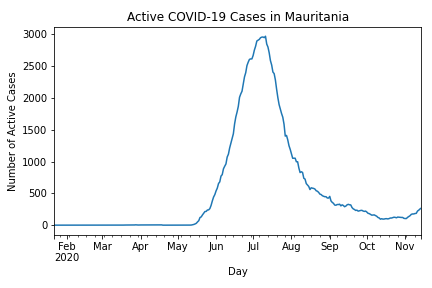 Active COVID-19 Cases in Mauritania
3000
2500
2000
1500
1000
500
0
Number of Active Cases
Feb Mar Apr May Jun Jul Aug Sep Oct Nov
2020
Day